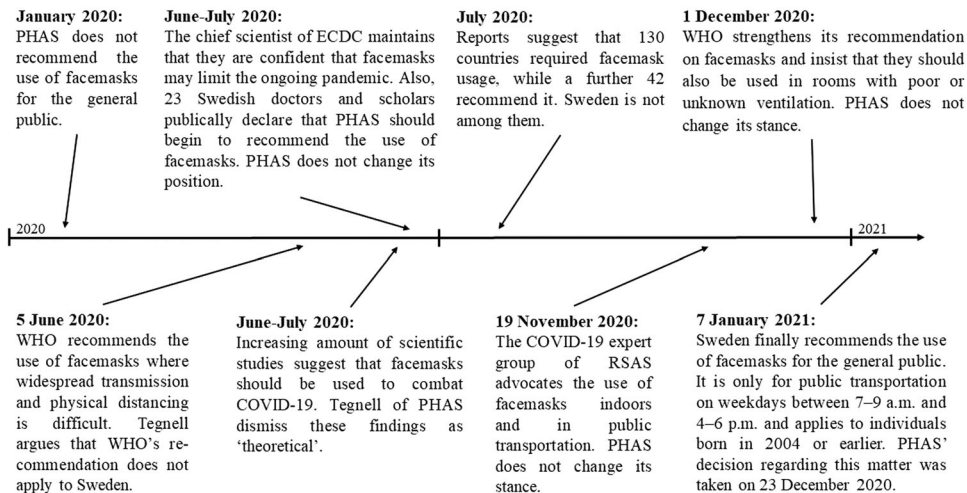 January 2020:
PHAS does not
recommend the
use of facemasks
for the general
public.
June-July 2020:
The chief scientist of ECDC maintains
that they are confident that facemasks
may limit the ongoing pandemic. Also,
23 Swedish doctors and scholars
publically declare that PHAS should
begin to recommend the use of
facemasks. PHAS does not change its
position.
July 2020:
Reports suggest that 130
countries required facemask
usage, while a further 42
recommend it. Sweden is not
among them.
1 December 2020:
WHO strengthens its recommendation
on facemasks and insist that they should
also be used in rooms with poor or
unknown ventilation. PHAS does not
change its stance.
2020
2021
5 June 2020:
WHO recommends the
use of facemasks where
widespread transmission
and physical distancing
is difficult. Tegnell
argues that WHO's re-
commendation does not
apply to Sweden.
June-July 2020:
Increasing amount of scientific
studies suggest that facemasks
should be used to combat
COVID-19. Tegnell of PHAS
dismiss these findings as
'theoretical'.
19 November 2020:
The COVID-19 expert
group of RSAS
advocates the use of
facemasks indoors
and in public
transportation. PHAS
does not change its
stance.
7 January 2021:
Sweden finally recommends the use
of facemasks for the general public.
It is only for public transportation
on weekdays between 7–9 a.m. and
4–6 p.m. and applies to individuals
born in 2004 or earlier. PHAS'
decision regarding this matter was
taken on 23 December 2020.